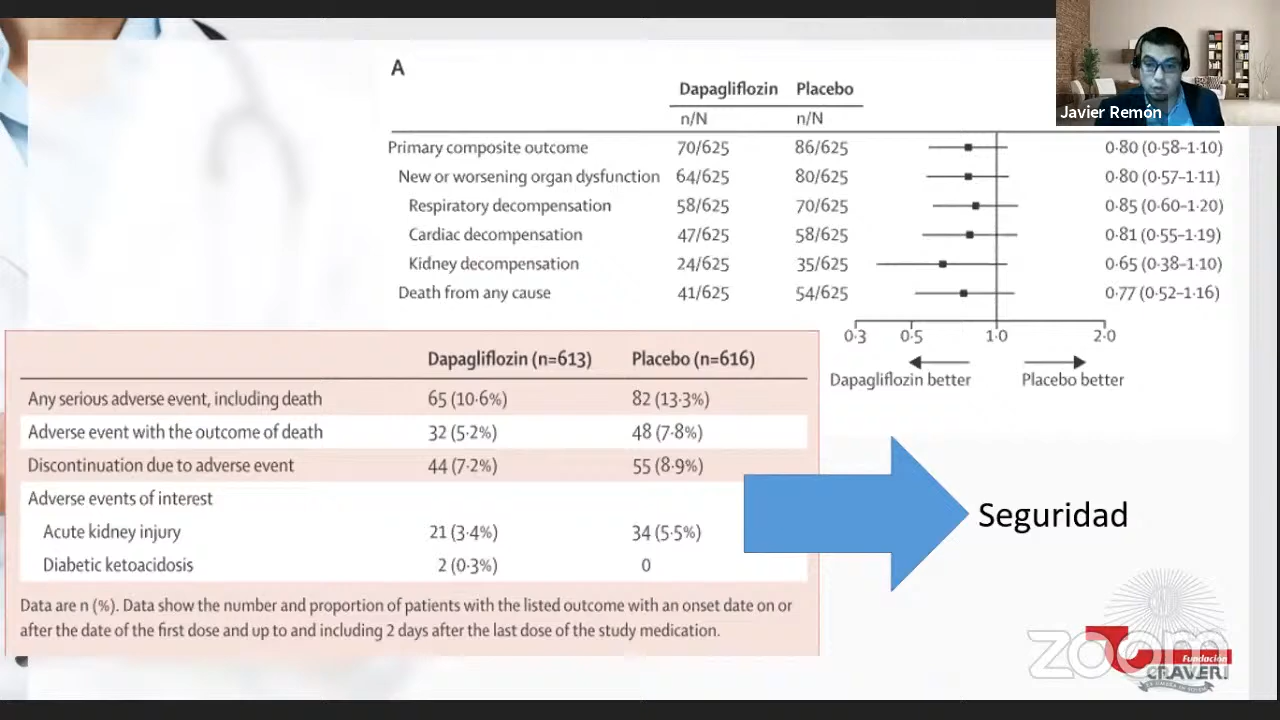 A
Dapagliflozin Placebo
n/N n/N
Primary composite outcome 70/625 86/625 0·80 (0·58–1·10)
New or worsening organ dysfunction 64/625 80/625 0·80 (0·57–1·11)
Respiratory decompensation 58/625 70/625 0·85 (0·60–1·20)
Cardiac decompensation 47/625 58/625 0·81 (0·55–1·19)
Kidney decompensation 24/625 35/625 0·65 (0·38–1·10)
Death from any cause 41/625 54/625 0·77 (0·52–1·16)
0·3 0·5 1·0 2·0
Dapagliflozin better Placebo better
Javier Remón
Dapagliflozin (n=613) Placebo (n=616)
Any serious adverse event, including death 65 (10·6%) 82 (13·3%)
Adverse event with the outcome of death 32 (5·2%) 48 (7·8%)
Discontinuation due to adverse event 44 (7·2%) 55 (8·9%)
Adverse events of interest
Acute kidney injury 21 (3·4%) 34 (5·5%)
Diabetic ketoacidosis 2 (0·3%) 0
Data are n (%). Data show the number and proportion of patients with the listed outcome with an onset date on or
after the date of the first dose and up to and including 2 days after the last dose of the study medication.
Seguridad
zoom
Fundación
CRAVERI